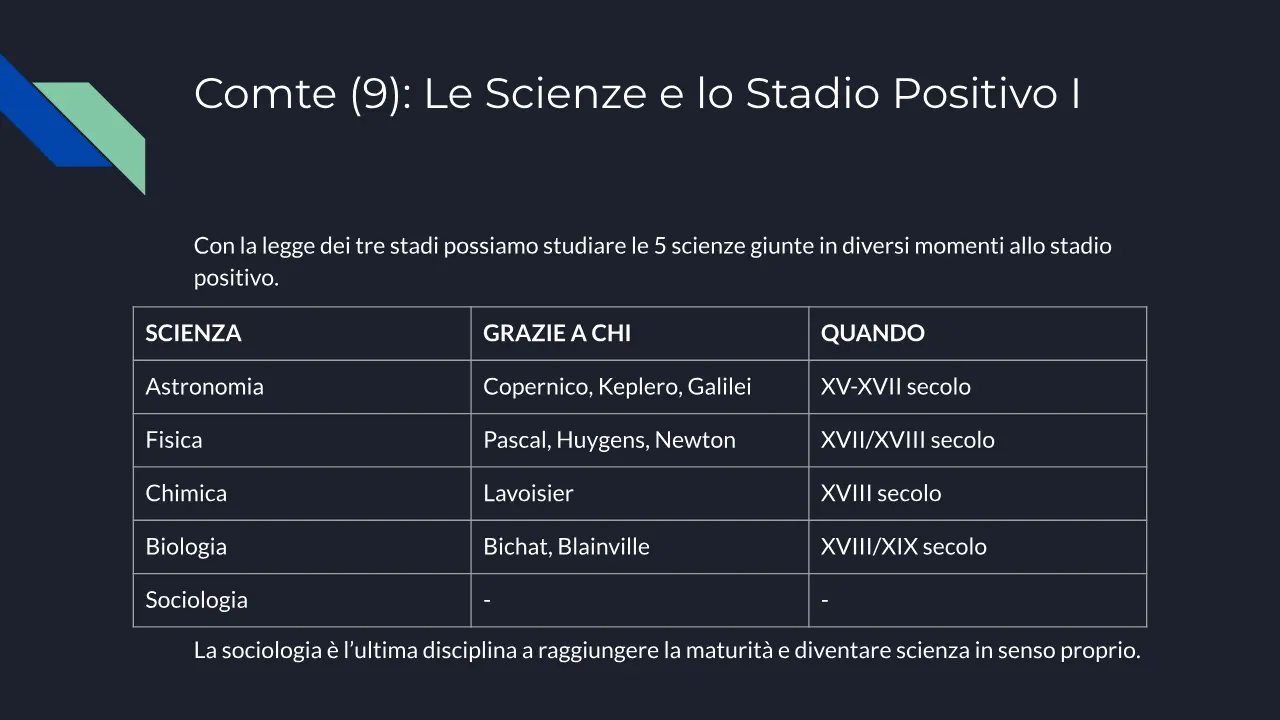 Comte (9): Le Scienze e lo Stadio Positivo I
Con la legge dei tre stadi possiamo studiare le 5 scienze giunte in diversi momenti allo stadio
positivo.
SCIENZA GRAZIE A CHI QUANDO
Astronomia Copernico, Keplero, Galilei XV-XVII secolo
Fisica Pascal, Huygens, Newton XVII/XVIII secolo
Chimica Lavoisier XVIII secolo
Biologia Bichat, Blainville XVIII/XIX secolo
Sociologia - -
La sociologia è l’ultima disciplina a raggiungere la maturità e diventare scienza in senso proprio.